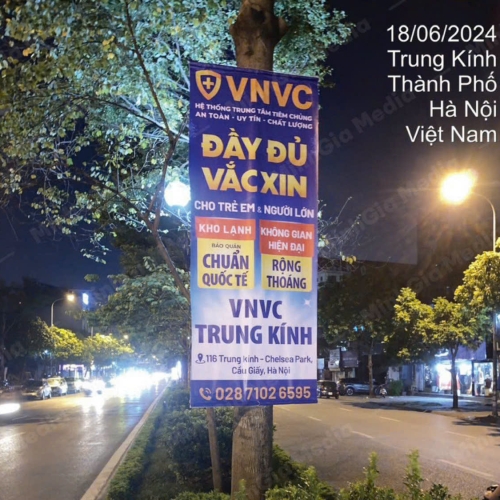 18/06/2024
Trung Kính
Thành Phố
Hà Nội
Việt Nam
VNVC
HỆ THỐNG TRUNG TÂM TIÊM CHỦNG
AN TOÀN - UY TÍN - CHẤT LƯỢNG
ĐẦY ĐỦ
VẮC XIN
CHO TRẺ EM & NGƯỜI LỚN
KHO LẠNH
BẢO QUẢN
CHUẨN
QUỐC TẾ
KHÔNG GIAN
HIỆN ĐẠI
RỘNG
THOÁNG
VNVC
TRUNG KÍNH
116 Trung Kính - Chelsea Park,
Cầu Giấy, Hà Nội
028 7102 6595